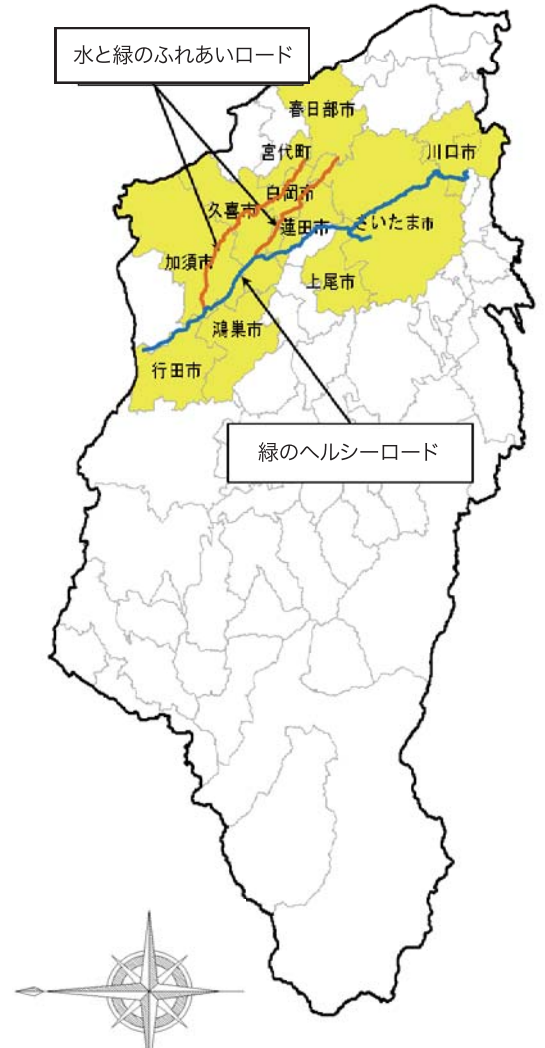 水と緑のふれあいロード
春日部市
宮代町
川口市
白岡市
久喜市
蓮田市
さいたま市
加須市
上尾市
鴻巣市
行田市
緑のヘルシーロード